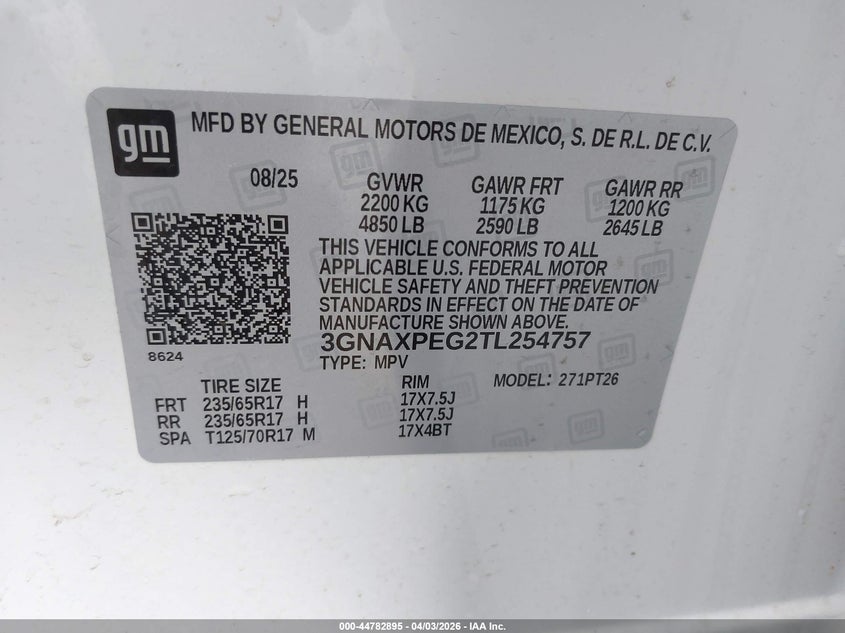 gm MFD BY GENERAL MOTORS DE MEXICO, S. DE R.L. DE C.V.
08/25 GVWR GAWR FRT GAWR RR
2200 KG 1175 KG 1200 KG
4850 LB 2590 LB 2645 LB
THIS VEHICLE CONFORMS TO ALL
APPLICABLE U.S. FEDERAL MOTOR
VEHICLE SAFETY AND THEFT PREVENTION
STANDARDS IN EFFECT ON THE DATE OF
MANUFACTURE SHOWN ABOVE.
3GNAXPEG2TL254757
8624 TYPE: MPV
TIRE SIZE RIM MODEL: 271PT26
FRT 235/65R17 H 17X7.5J
RR 235/65R17 H 17X7.5J
SPA T125/70R17 M 17X4BT
000-44782895 - 04/03/2026 - IAA Inc.